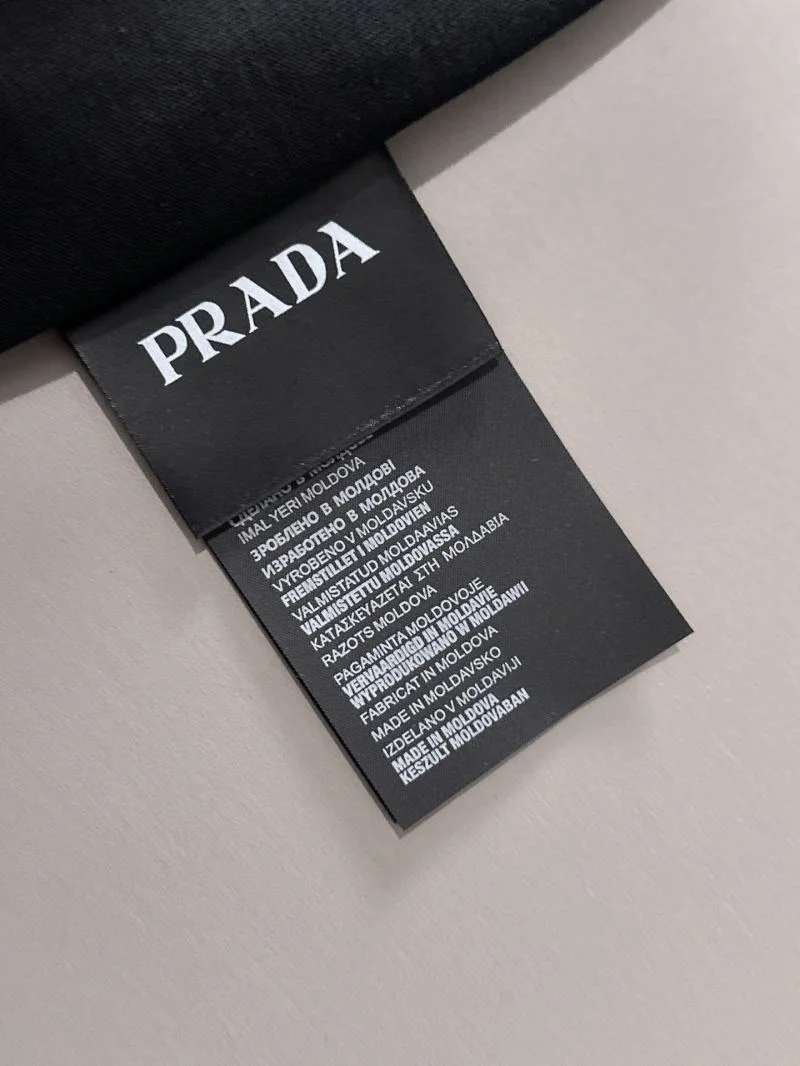 PRADA
СДЕЛАНО В МОЛДОВЕ
IMAL YERI MOLDOVA
ЗРОБЛЕНО В МОЛДОВІ
ИЗРАБОТЕНО В МОЛДОВА
VYROBENO V MOLDAVSKU
FREMSTILLET I MOLDOVIEN
VALMISTATUD MOLDAAVIAS
VALMISTETTU MOLDOVASSA
ΚΑΤΑΣΚΕΥΑΖΕΤΑΙ ΣΤΗ ΜΟΛΔΑΒΙΑ
RAZOTS MOLDOVA
PAGAMINTA MOLDOVOJE
VERVAARDIGD IN MOLDAVIE
WYPRODUKOWANO W MOLDAWII
FABRICAT IN MOLDOVA
MADE IN MOLDAVSKO
IZDELANO V MOLDAVIJI
MADE IN MOLDOVA
KESZULT MOLDOVABAN